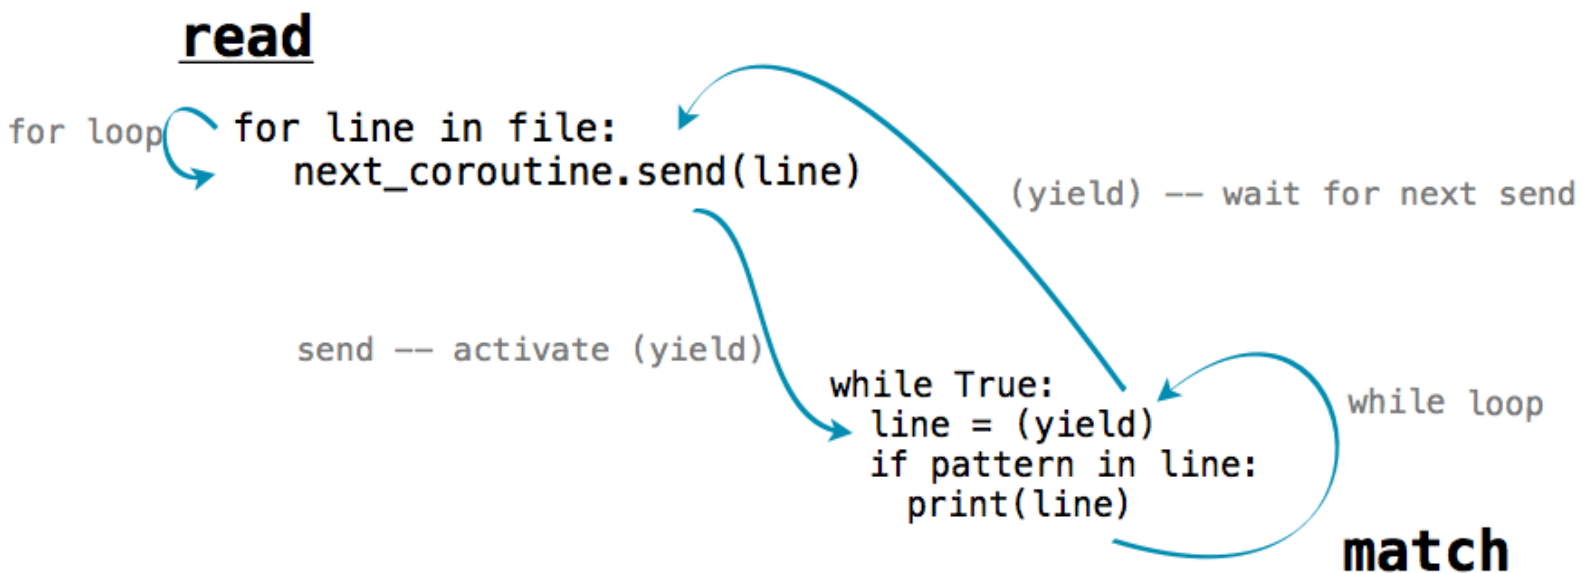 read
for loop
for line in file:
next_coroutine.send(line)
(yield) -- wait for next send
send -- activate (yield)
while True:
line = (yield)
if pattern in line:
print(line)
while loop
match